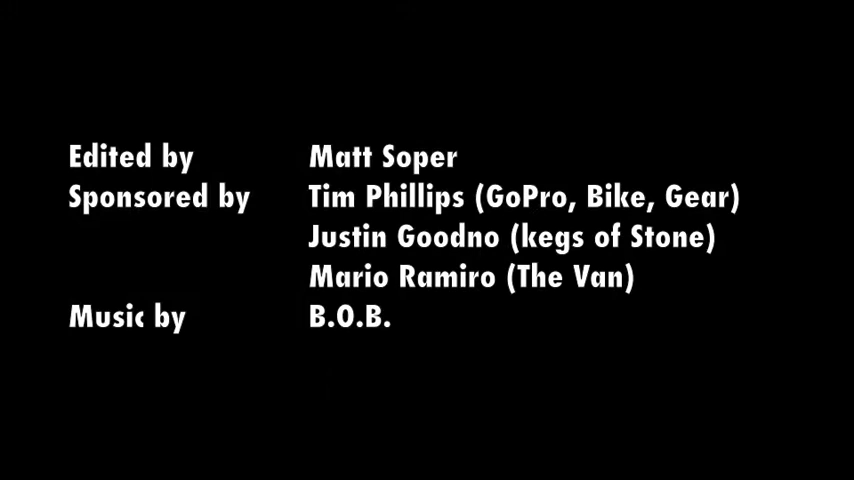 Edited by Matt Soper
Sponsored by Tim Phillips (GoPro, Bike, Gear)
Justin Goodno (kegs of Stone)
Mario Ramiro (The Van)
Music by B.O.B.